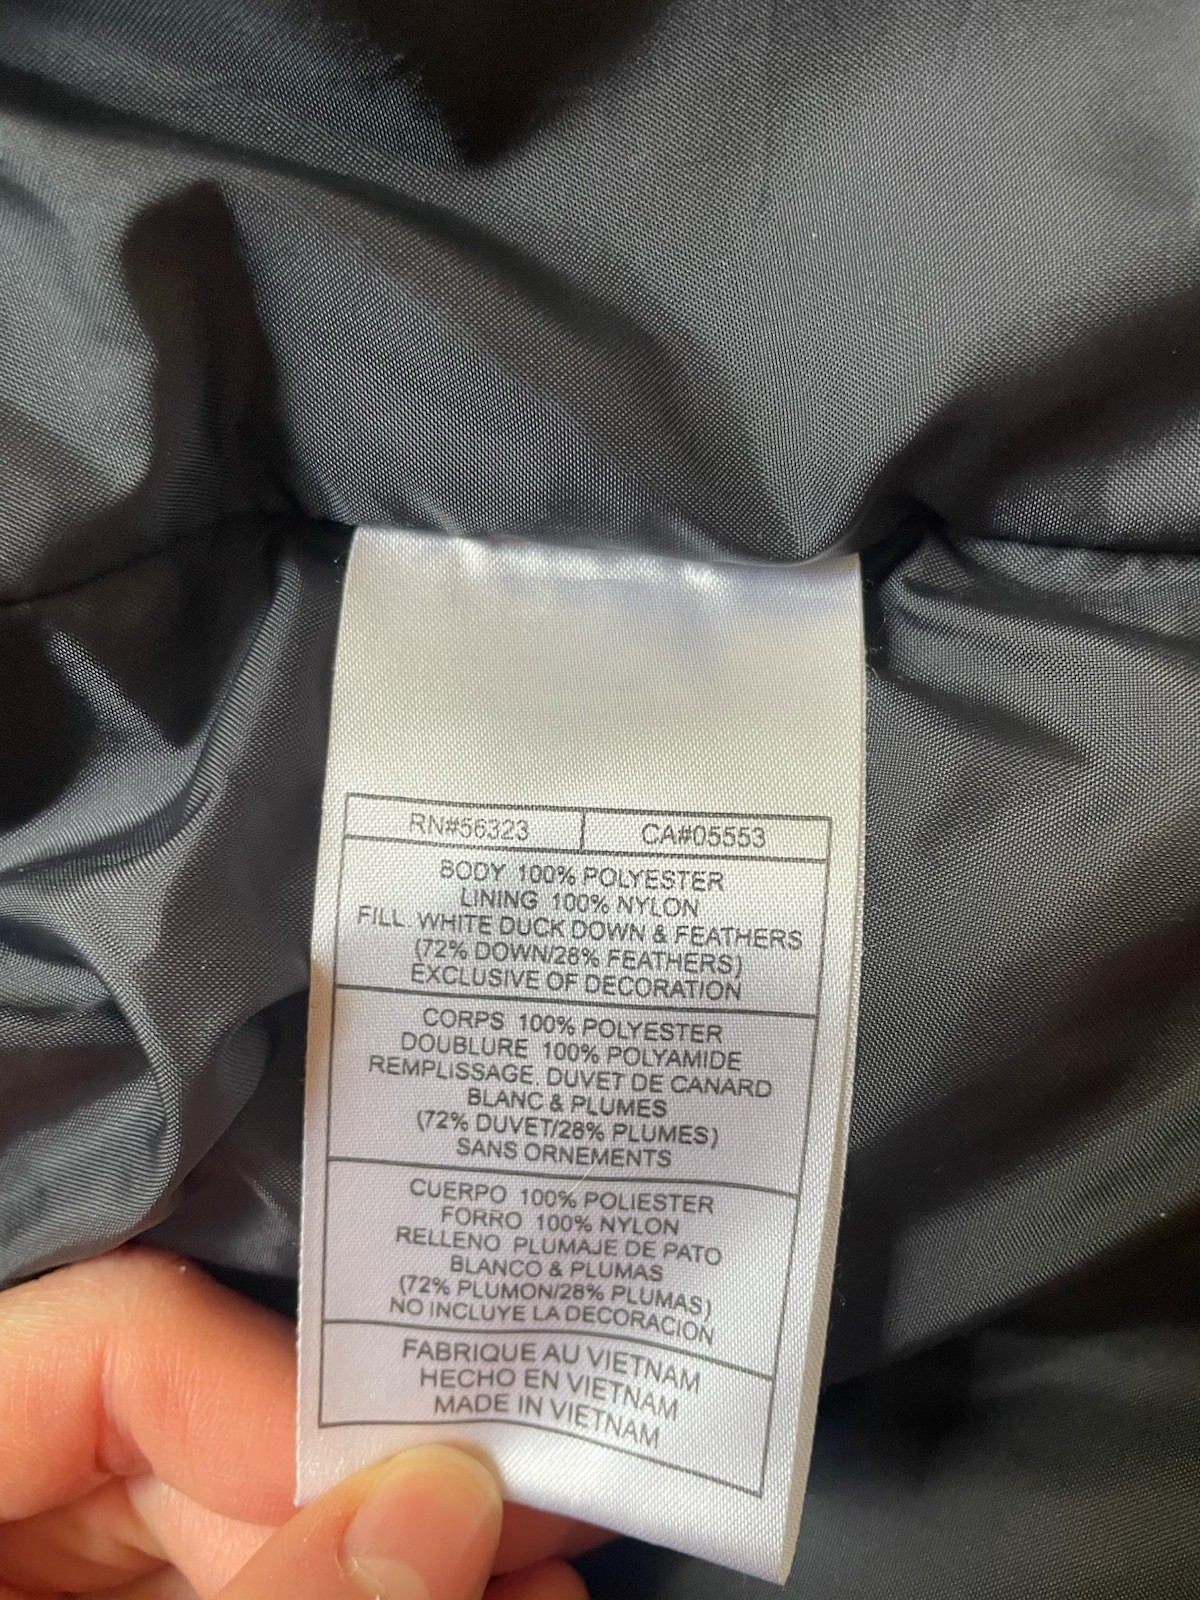 RN#56323 CA#05553
BODY 100% POLYESTER
LINING 100% NYLON
FILL. WHITE DUCK DOWN & FEATHERS
(72% DOWN/28% FEATHERS)
EXCLUSIVE OF DECORATION
CORPS 100% POLYESTER
DOUBLURE 100% POLYAMIDE
REMPLISSAGE. DUVET DE CANARD
BLANC & PLUMES
(72% DUVET/28% PLUMES)
SANS ORNEMENTS
CUERPO 100% POLIESTER
FORRO 100% NYLON
RELLENO PLUMAJE DE PATO
BLANCO & PLUMAS
(72% PLUMON/28% PLUMAS)
NO INCLUYE LA DECORACION
FABRIQUE AU VIETNAM
HECHO EN VIETNAM
MADE IN VIETNAM